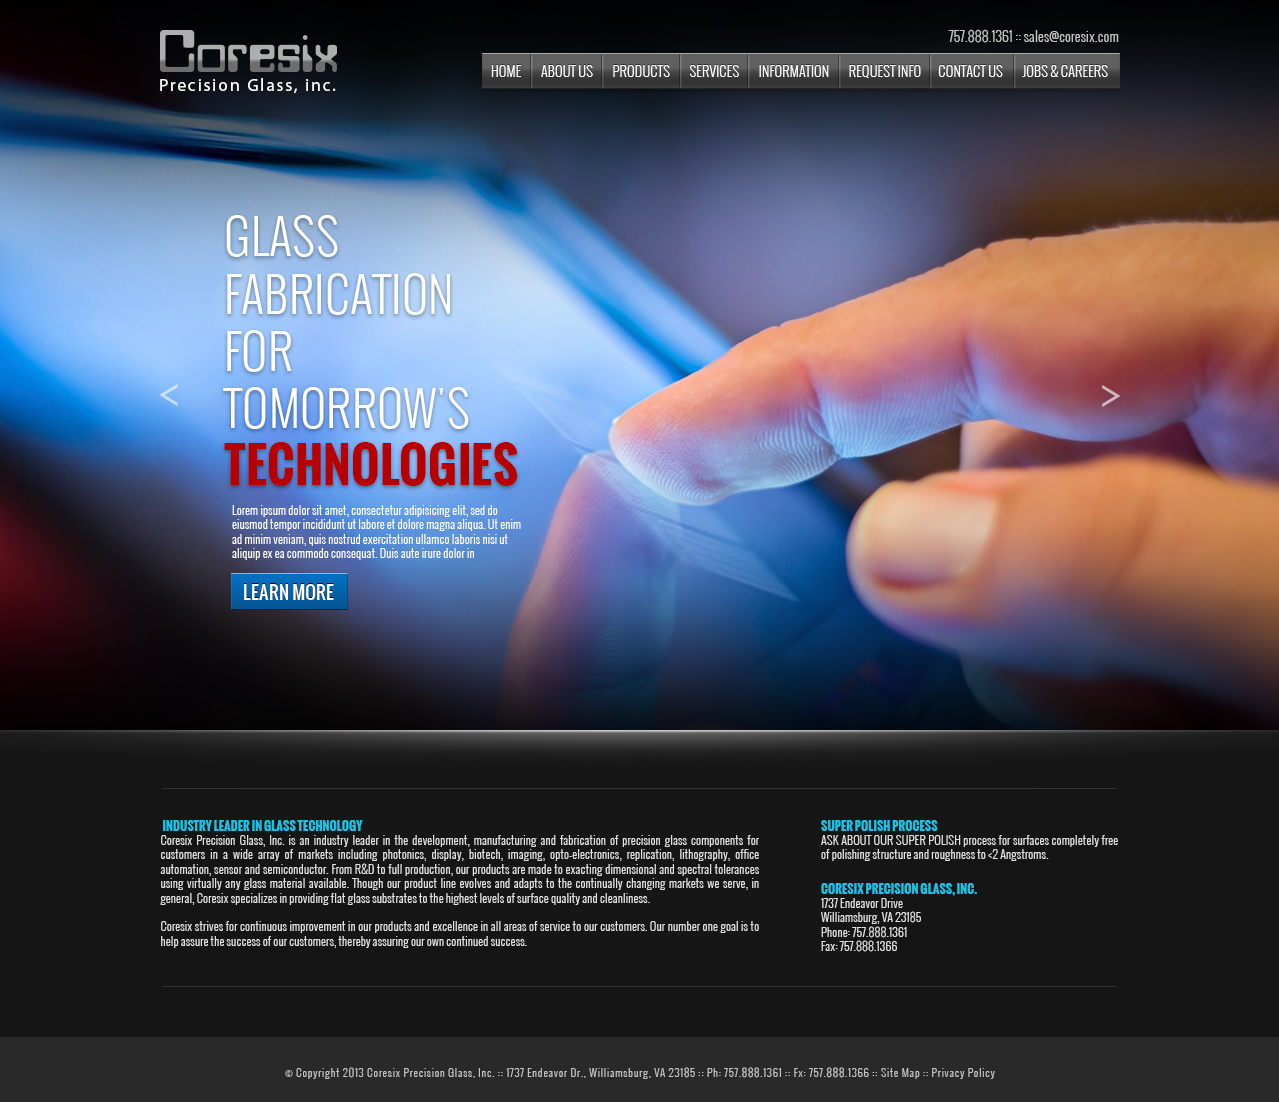 Coresix
Precision Glass, inc.
757.888.1361 :: sales@coresix.com
HOME ABOUT US PRODUCTS SERVICES INFORMATION REQUEST INFO CONTACT US JOBS & CAREERS
GLASS
FABRICATION
FOR
TOMORROW'S
TECHNOLOGIES
Lorem ipsum dolor sit amet, consectetur adipisicing elit, sed do
eiusmod tempor incididunt ut labore et dolore magna aliqua. Ut enim
ad minim veniam, quis nostrud exercitation ullamco laboris nisi ut
aliquip ex ea commodo consequat. Duis aute irure dolor in
LEARN MORE
< >
INDUSTRY LEADER IN GLASS TECHNOLOGY
Coresix Precision Glass, Inc. is an industry leader in the development, manufacturing and fabrication of precision glass components for
customers in a wide array of markets including photonics, display, biotech, imaging, opto-electronics, replication, lithography, office
automation, sensor and semiconductor. From R&D to full production, our products are made to exacting dimensional and spectral tolerances
using virtually any glass material available. Though our product line evolves and adapts to the continually changing markets we serve, in
general, Coresix specializes in providing flat glass substrates to the highest levels of surface quality and cleanliness.
Coresix strives for continuous improvement in our products and excellence in all areas of service to our customers. Our number one goal is to
help assure the success of our customers, thereby assuring our own continued success.
SUPER POLISH PROCESS
ASK ABOUT OUR SUPER POLISH process for surfaces completely free
of polishing structure and roughness to <2 Angstroms.
CORESIX PRECISION GLASS, INC.
1737 Endeavor Drive
Williamsburg, VA 23185
Phone: 757.888.1361
Fax: 757.888.1366
© Copyright 2013 Coresix Precision Glass, Inc. :: 1737 Endeavor Dr., Williamsburg, VA 23185 :: Ph: 757.888.1361 :: Fx: 757.888.1366 :: Site Map :: Privacy Policy